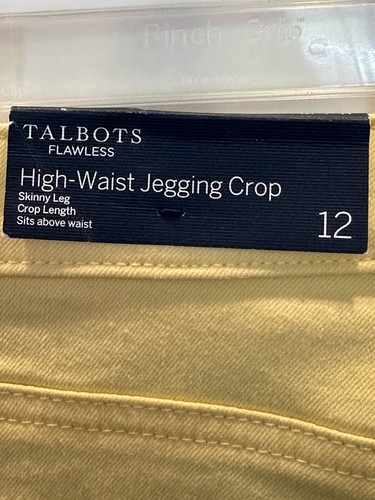 Pinch Grip
TALBOTS
FLAWLESS
High-Waist Jegging Crop
Skinny Leg
Crop Length
Sits above waist
12